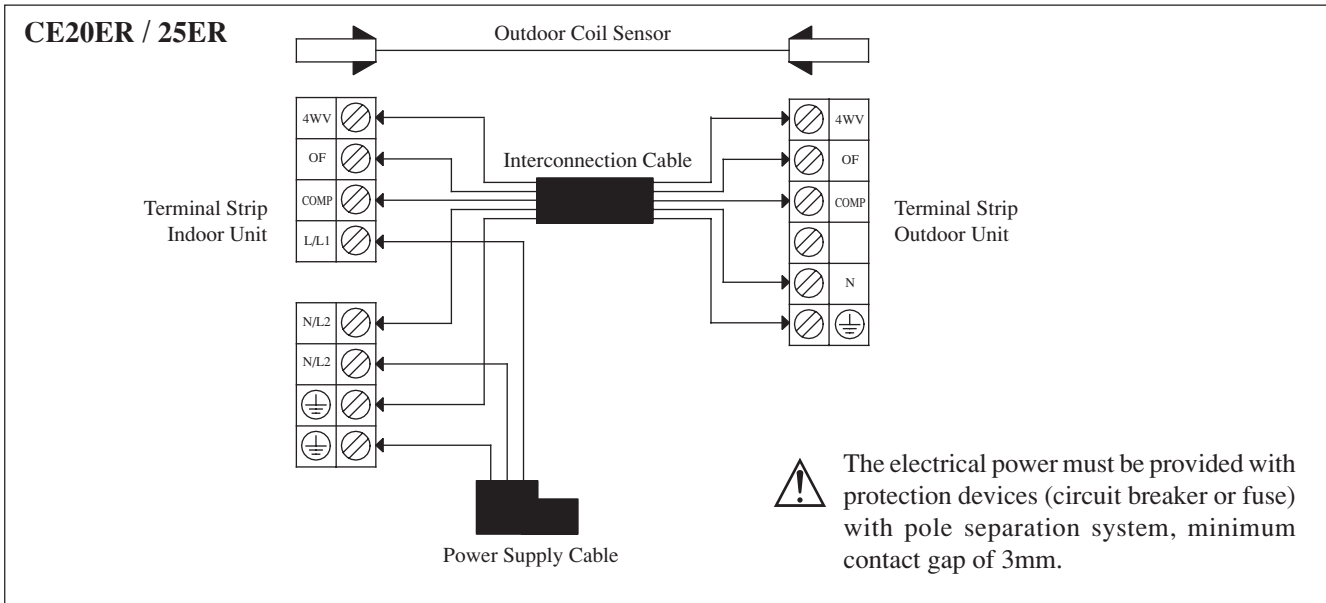 CE20ER / 25ER
Outdoor Coil Sensor
4WV
OF
COMP
L/L1
N/L2
N/L2
Terminal Strip
Indoor Unit
Interconnection Cable
4WV
OF
COMP
N
Terminal Strip
Outdoor Unit
Power Supply Cable
The electrical power must be provided with
protection devices (circuit breaker or fuse)
with pole separation system, minimum
contact gap of 3mm.